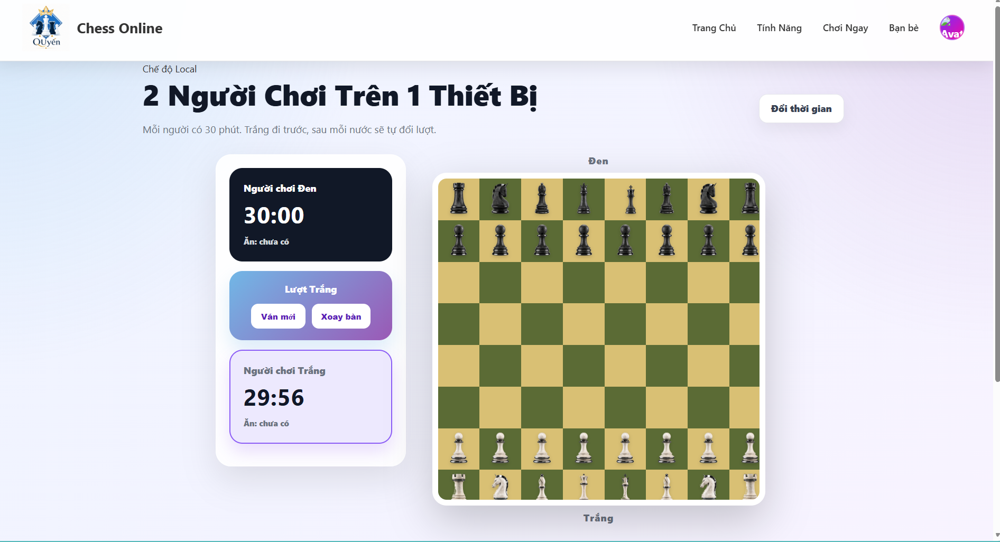 QUyến
Chess Online
Trang Chủ
Tính Năng
Chơi Ngay
Bạn bè
Avat
Chế độ Local
2 Người Chơi Trên 1 Thiết Bị
Mỗi người có 30 phút. Trắng đi trước, sau mỗi nước sẽ tự đổi lượt.
Đổi thời gian
Người chơi Đen
30:00
Ăn: chưa có
Lượt Trắng
Ván mới
Xoay bàn
Người chơi Trắng
29:56
Ăn: chưa có
Đen
Trắng